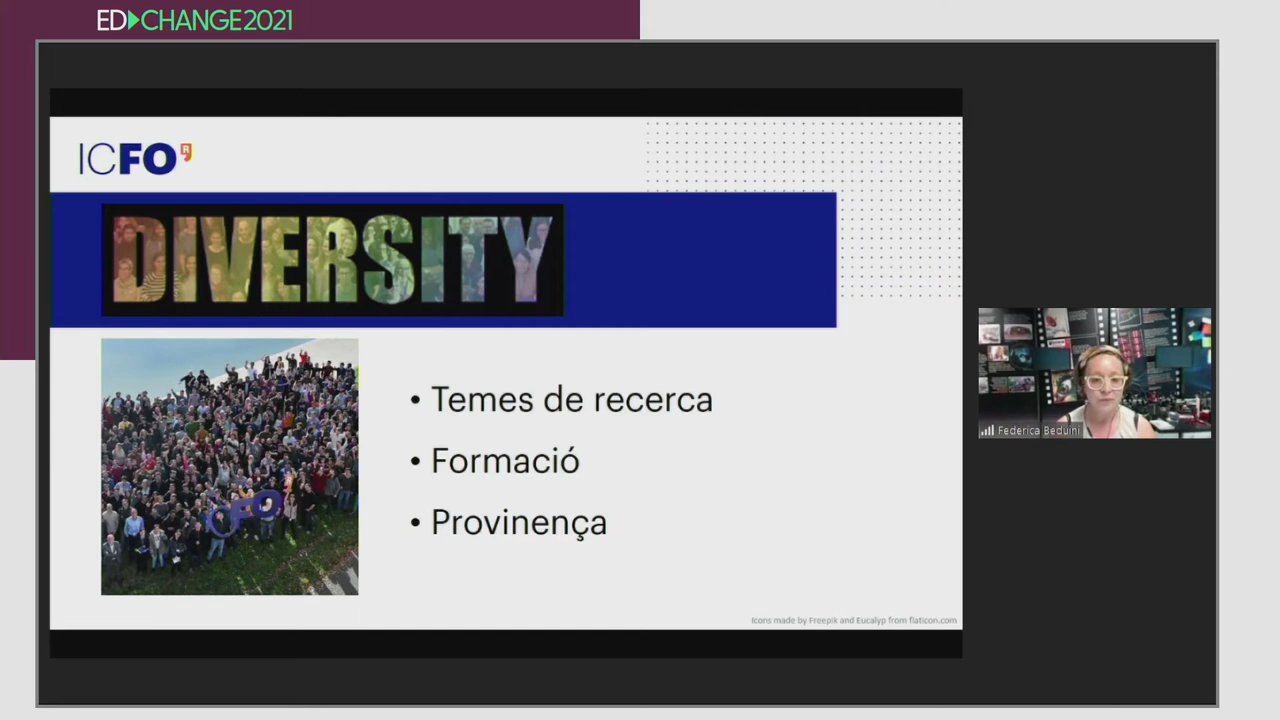 ED▶CHANGE2021
ICFO R
DIVERSITY
• Temes de recerca
• Formació
• Provinença
ICFO
Icons made by Freepik and Eucalyp from flaticon.com
Federica Beduini